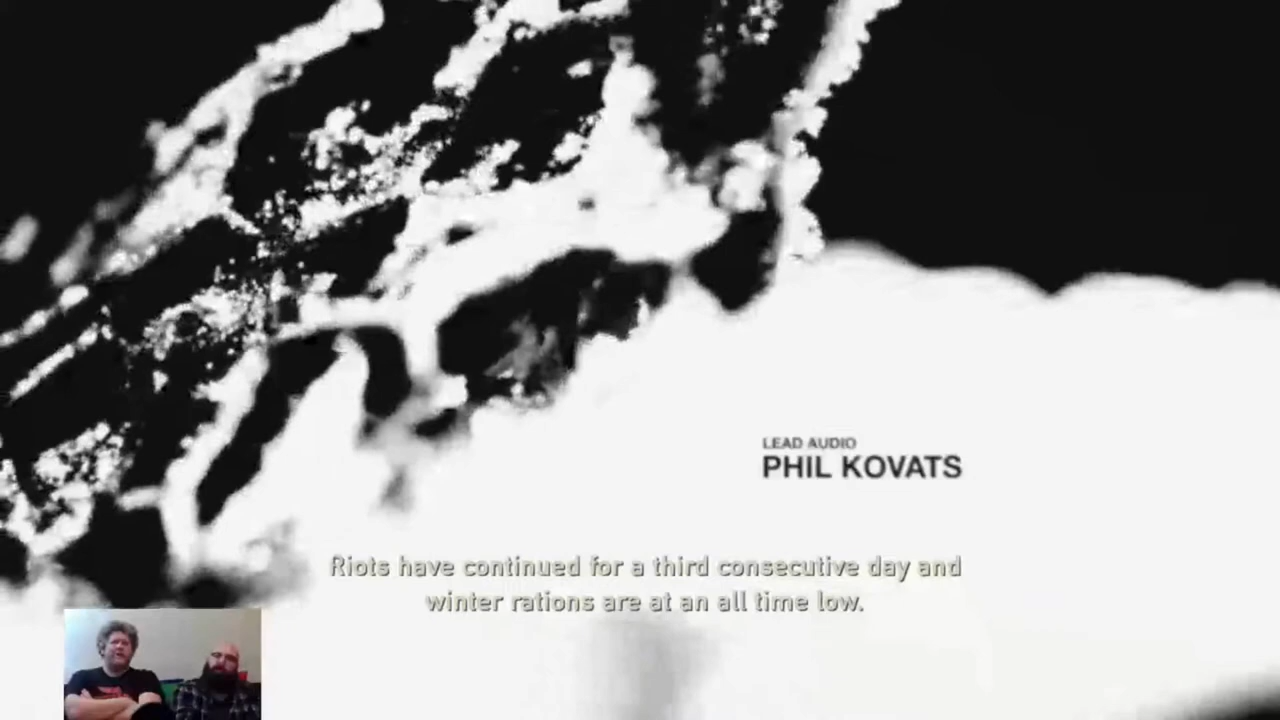 LEAD AUDIO
PHIL KOVATS
Riots have continued for a third consecutive day and
winter rations are at an all time low.